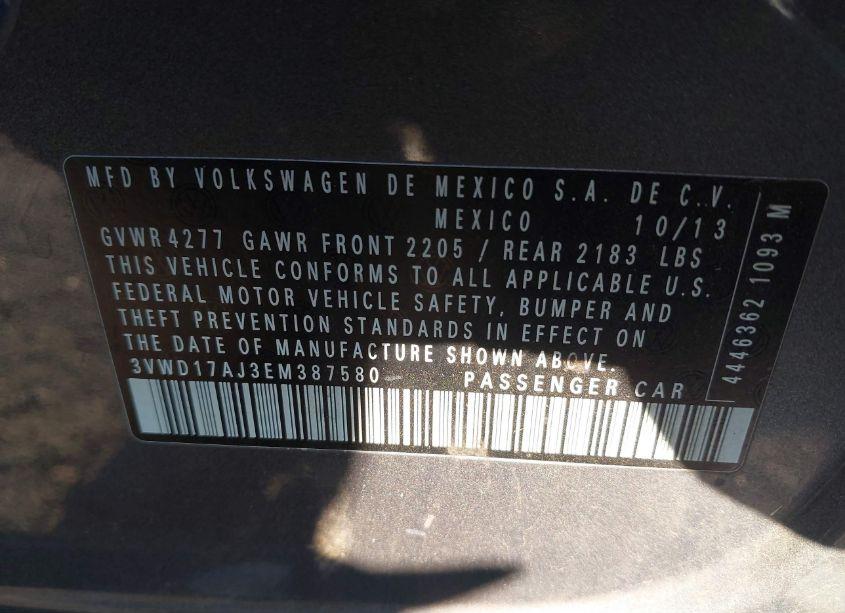 MFD BY VOLKSWAGEN DE MEXICO S.A. DE C.V.
MEXICO 10/13
GVWR 4277 GAWR FRONT 2205 / REAR 2183 LBS
THIS VEHICLE CONFORMS TO ALL APPLICABLE U.S.
FEDERAL MOTOR VEHICLE SAFETY, BUMPER AND
THEFT PREVENTION STANDARDS IN EFFECT ON
THE DATE OF MANUFACTURE SHOWN ABOVE.
3VWD17AJ3EM387580 PASSENGER CAR
4446362 1093 M